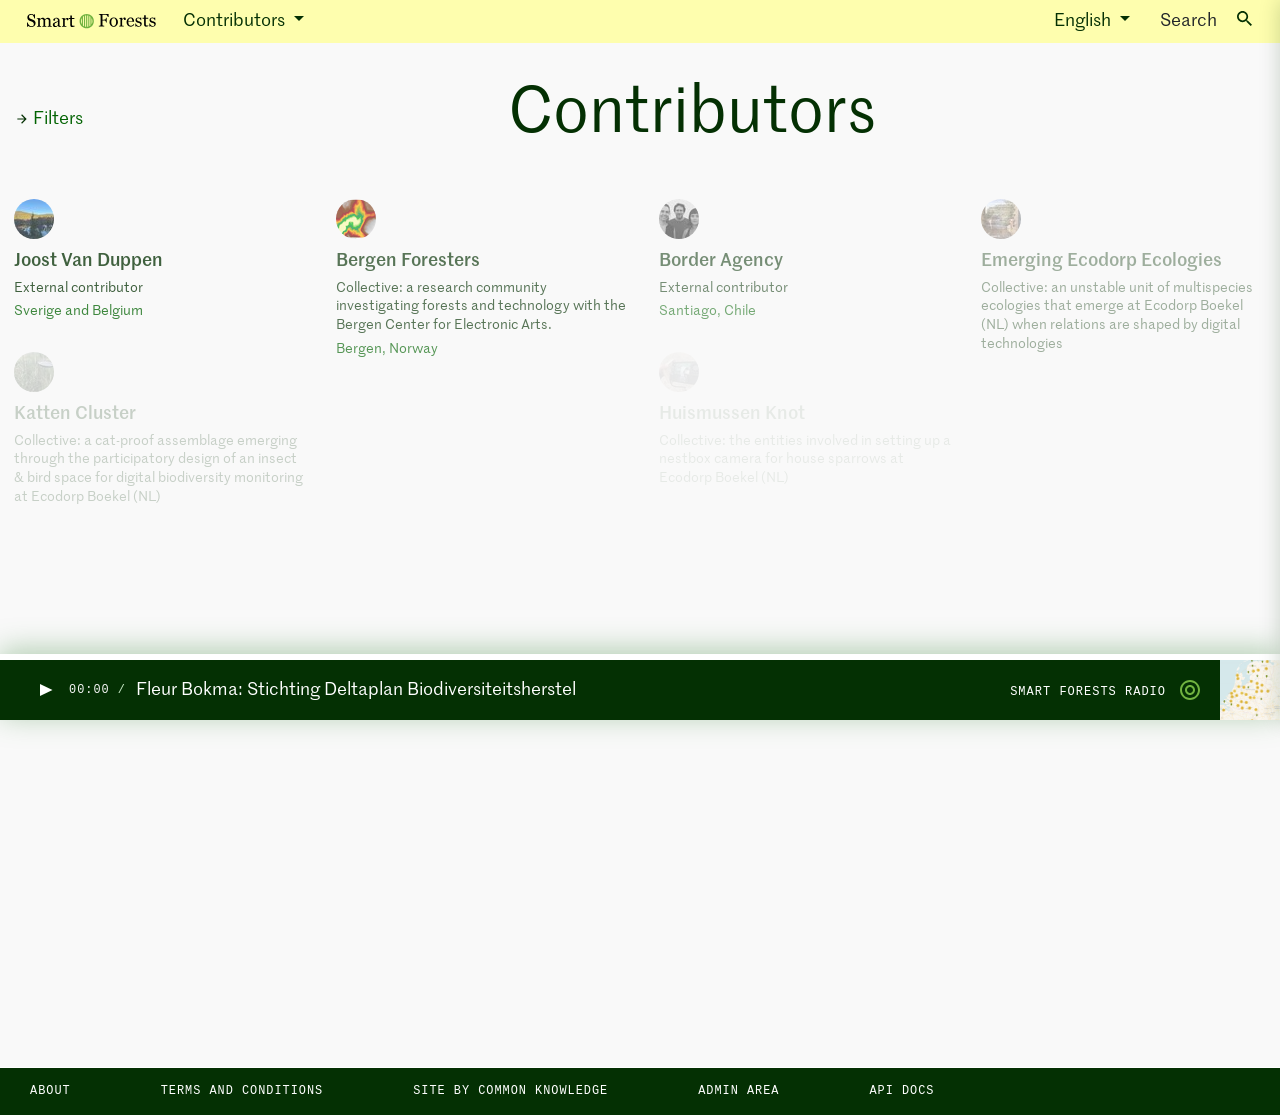 Smart Forests
Contributors
English
Search
Filters
Contributors
Joost Van Duppen
External contributor
Sverige and Belgium
Bergen Foresters
Collective: a research community
investigating forests and technology with the
Bergen Center for Electronic Arts.
Bergen, Norway
Border Agency
External contributor
Santiago, Chile
Emerging Ecodorp Ecologies
Collective: an unstable unit of multispecies
ecologies that emerge at Ecodorp Boekel
(NL) when relations are shaped by digital
technologies
Katten Cluster
Collective: a cat-proof assemblage emerging
through the participatory design of an insect
& bird space for digital biodiversity monitoring
at Ecodorp Boekel (NL)
Huismussen Knot
Collective: the entities involved in setting up a
nestbox camera for house sparrows at
Ecodorp Boekel (NL)
00:00 / Fleur Bokma: Stichting Deltaplan Biodiversiteitsherstel
SMART FORESTS RADIO
ABOUT
TERMS AND CONDITIONS
SITE BY COMMON KNOWLEDGE
ADMIN AREA
API DOCS